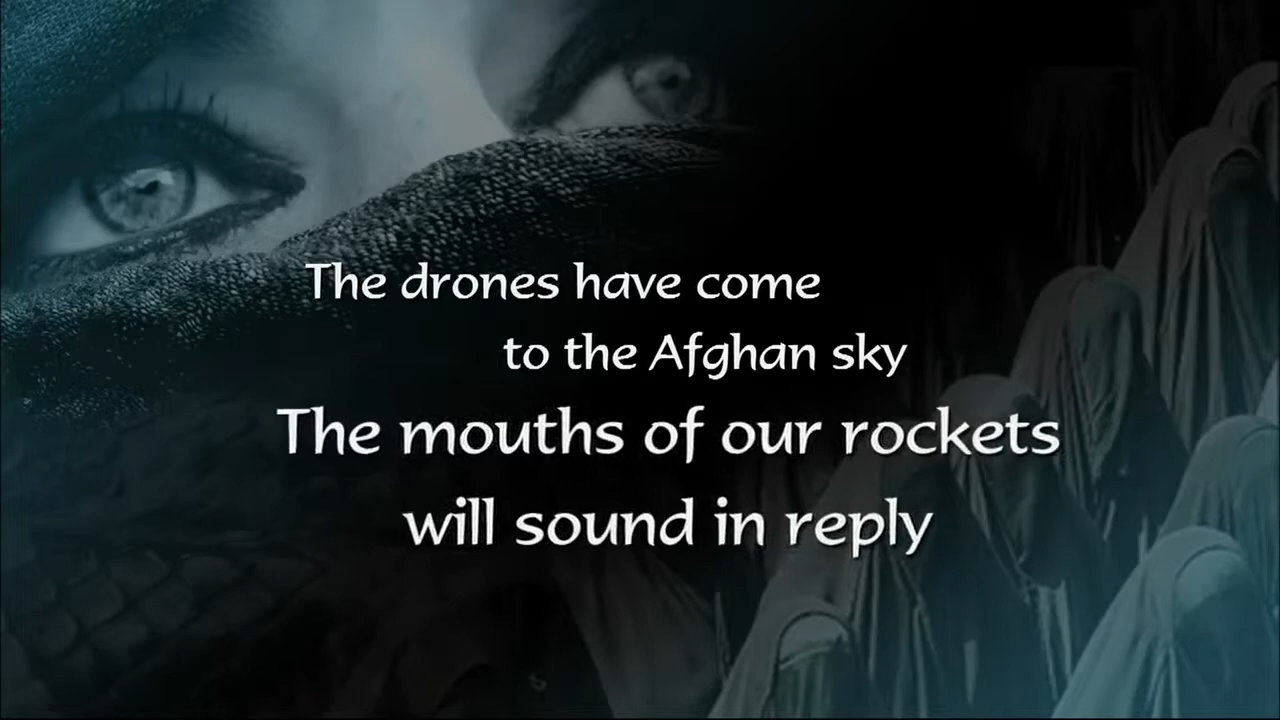 The drones have come
to the Afghan sky
The mouths of our rockets
will sound in reply